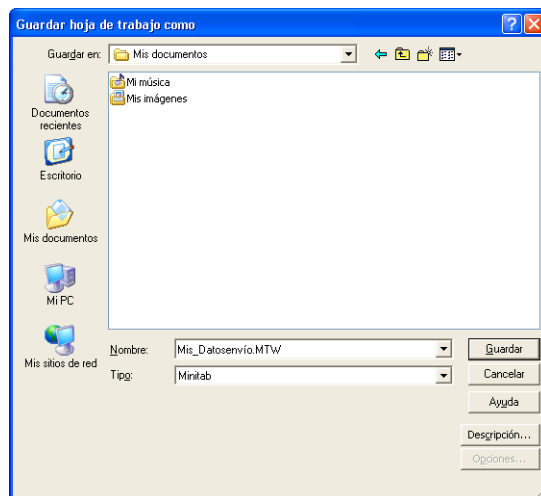 Guardar hoja de trabajo como
Guardar en:
Mis documentos
Mi música
Mis imágenes
Documentos
recientes
Escritorio
Mis documentos
Mi PC
Mis sitios de red
Nombre:
Mis_Datosenvío.MTW
Guardar
Tipo:
Minitab
Cancelar
Ayuda
Descripción...
Opciones...